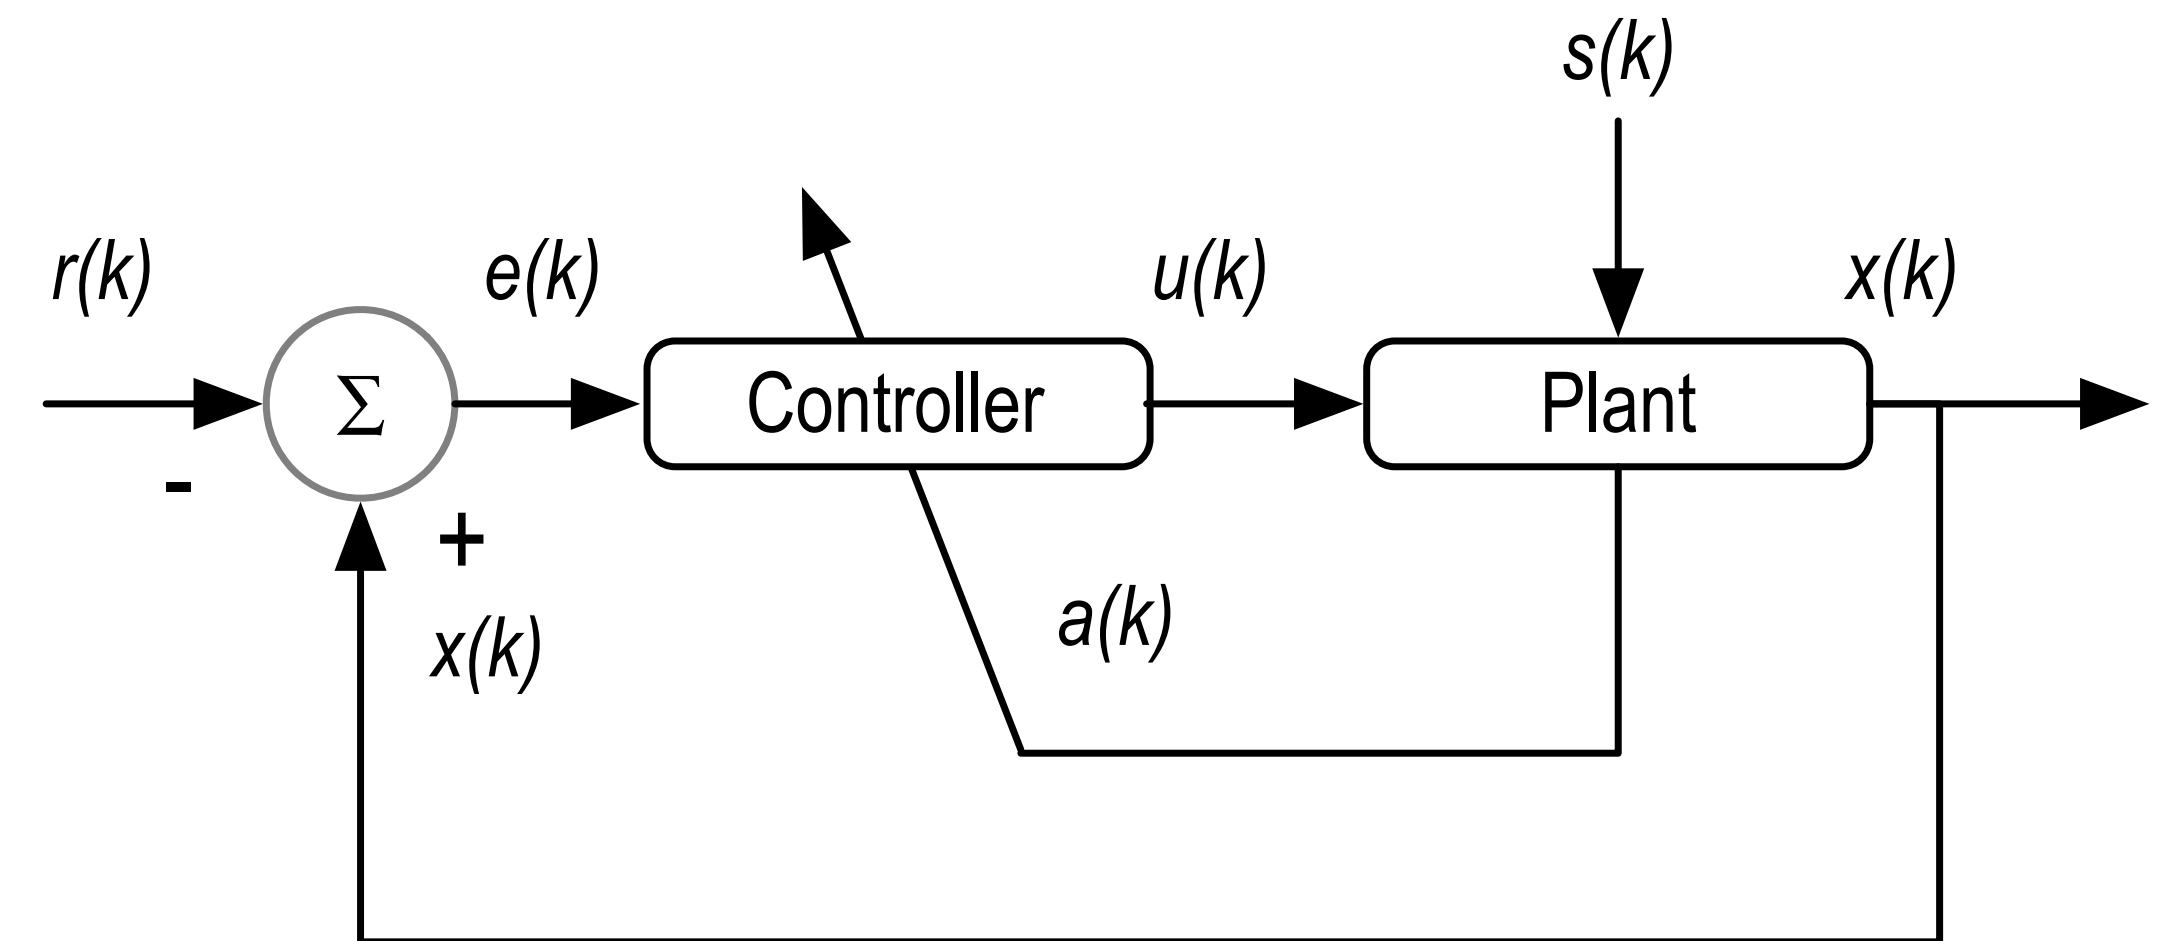 s(k)
r(k)
e(k)
u(k)
x(k)
Σ
Controller
Plant
-
+
a(k)
x(k)